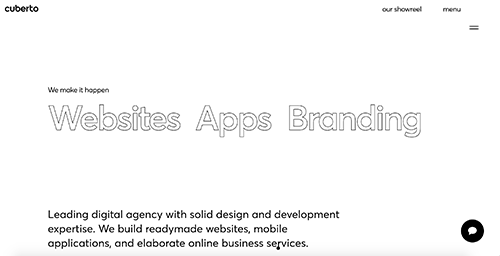 cuberto
our showreel
menu
We make it happen
Websites Apps Branding
Leading digital agency with solid design and development
expertise. We build readymade websites, mobile
applications, and elaborate online business services.